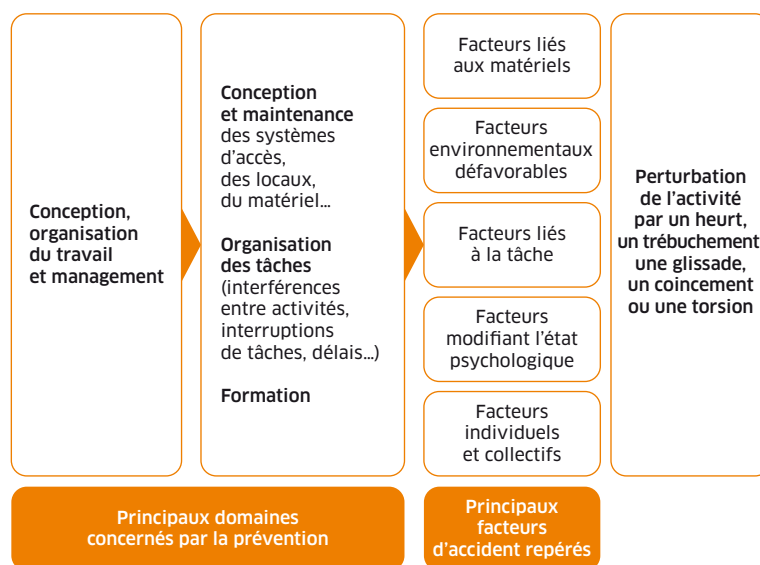 Conception,
organisation
du travail
et management
Conception
et maintenance
des systèmes
d'accès,
des locaux,
du matériel…
Organisation
des tâches
(interférences
entre activités,
interruptions
de tâches, délais…)
Formation
Facteurs liés
aux matériels
Facteurs
environnementaux
défavorables
Facteurs liés
à la tâche
Facteurs
modifiant l'état
psychologique
Facteurs
individuels
et collectifs
Perturbation
de l'activité
par un heurt,
un trébuchement
une glissade,
un coincement
ou une torsion
Principaux domaines
concernés par la prévention
Principaux
facteurs
d'accident repérés